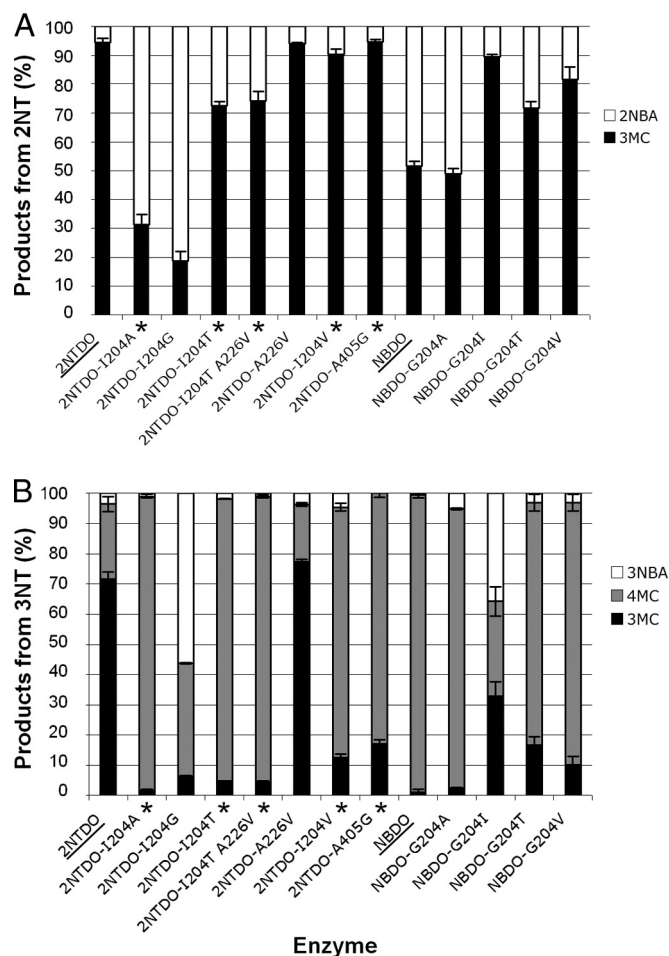 A
Products from 2NT (%)
100
90
80
70
60
50
40
30
20
10
0
2NBA
3MC
2NTDO
2NTDO-I204A *
2NTDO-I204G
2NTDO-I204T *
2NTDO-I204T A226V *
2NTDO-A226V
2NTDO-I204V *
2NTDO-A405G *
NBDO
NBDO-G204A
NBDO-G204I
NBDO-G204T
NBDO-G204V
B
Products from 3NT (%)
100
90
80
70
60
50
40
30
20
10
0
3NBA
4MC
3MC
2NTDO
2NTDO-I204A *
2NTDO-I204G
2NTDO-I204T *
2NTDO-I204T A226V *
2NTDO-A226V
2NTDO-I204V *
2NTDO-A405G *
NBDO
NBDO-G204A
NBDO-G204I
NBDO-G204T
NBDO-G204V
Enzyme